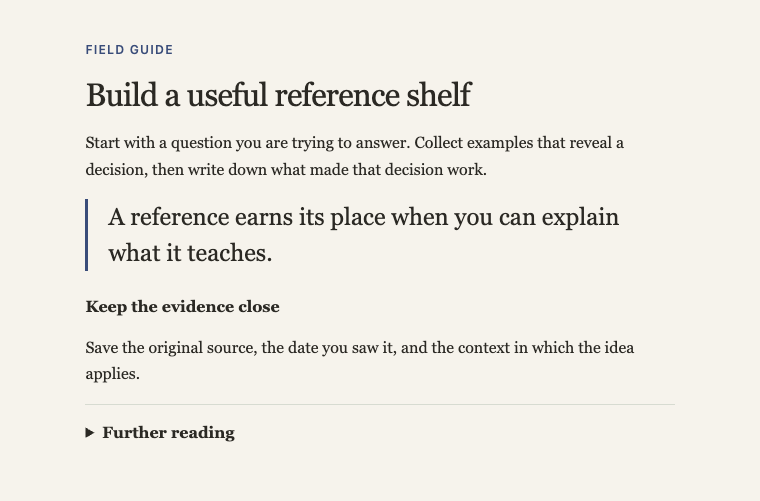 FIELD GUIDE
Build a useful reference shelf
Start with a question you are trying to answer. Collect examples that reveal a
decision, then write down what made that decision work.
A reference earns its place when you can explain
what it teaches.
Keep the evidence close
Save the original source, the date you saw it, and the context in which the idea
applies.
Further reading